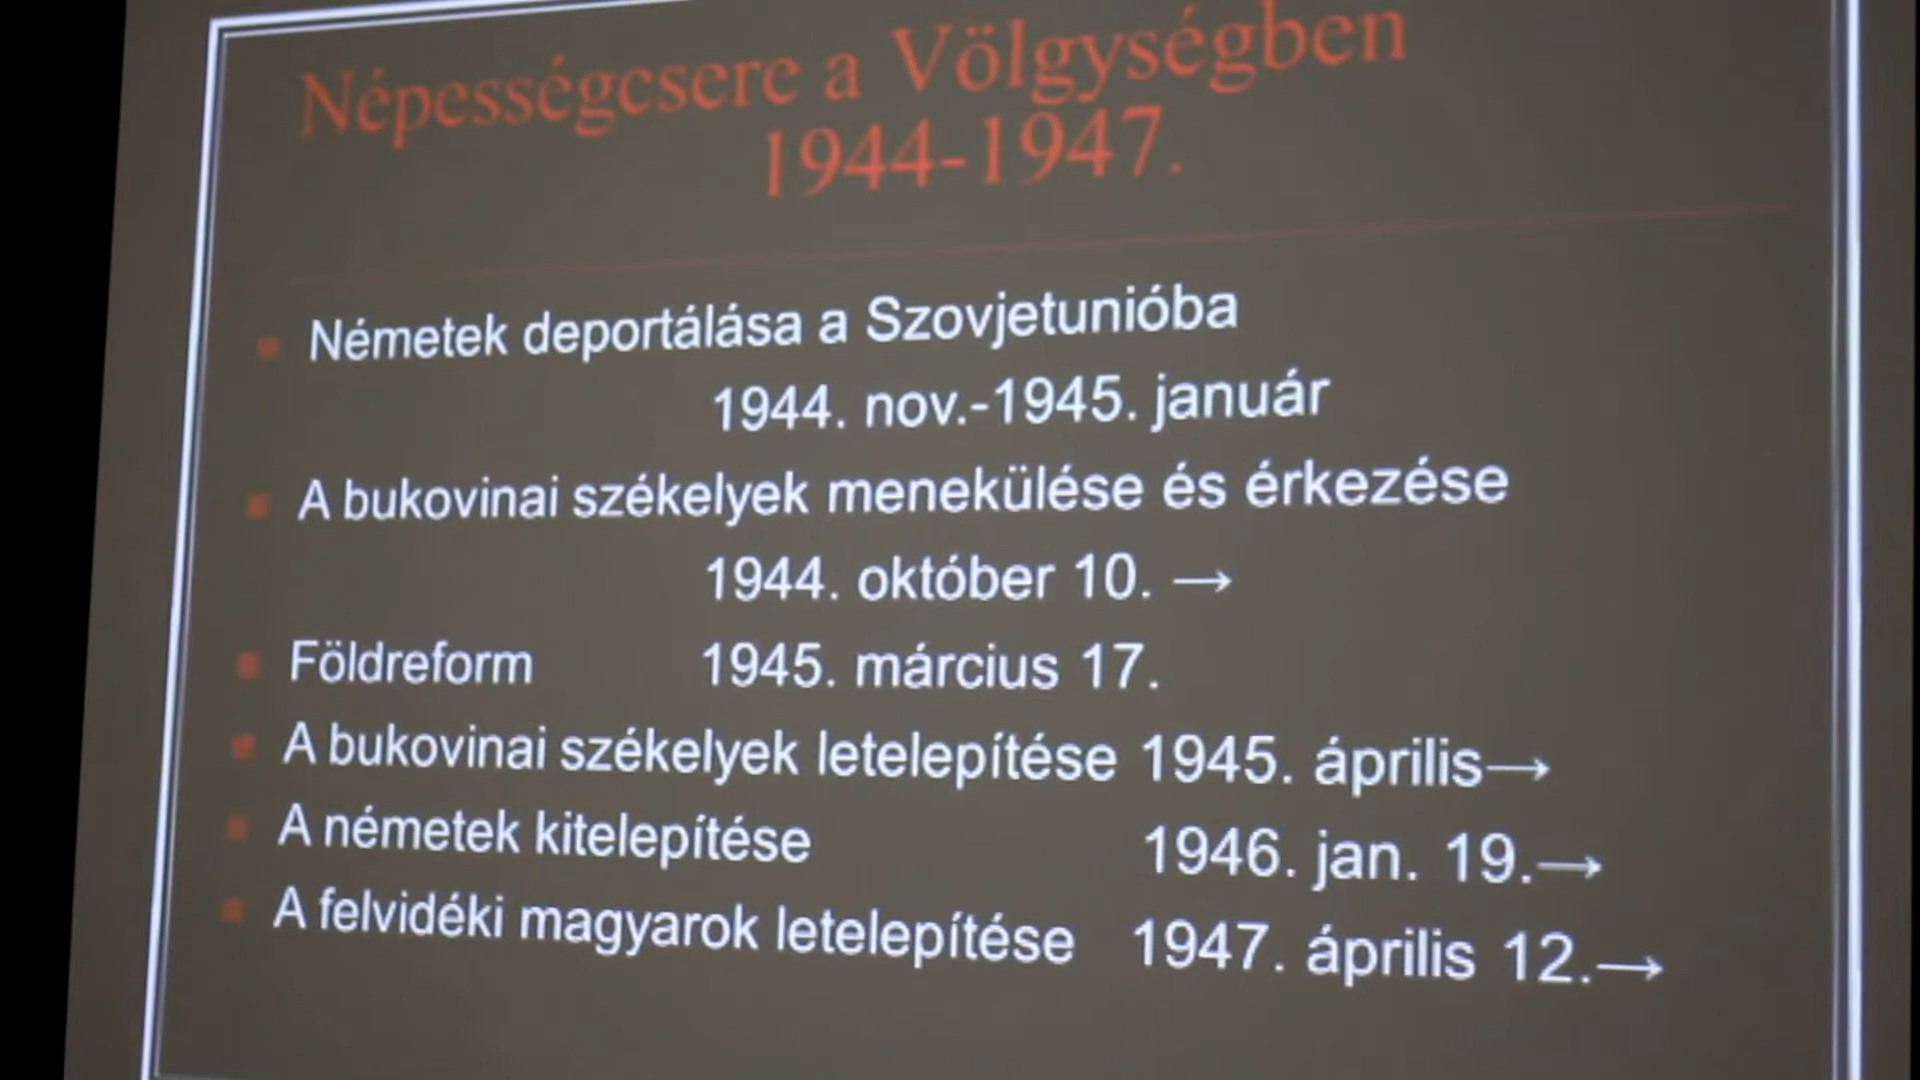 Népességcsere a Völgységben
1944-1947.
Németek deportálása a Szovjetunióba
1944. nov.-1945. január
A bukovinai székelyek menekülése és érkezése
1944. október 10. →
Földreform 1945. március 17.
A bukovinai székelyek letelepítése 1945. április→
A németek kitelepítése 1946. jan. 19.→
A felvidéki magyarok letelepítése 1947. április 12.→